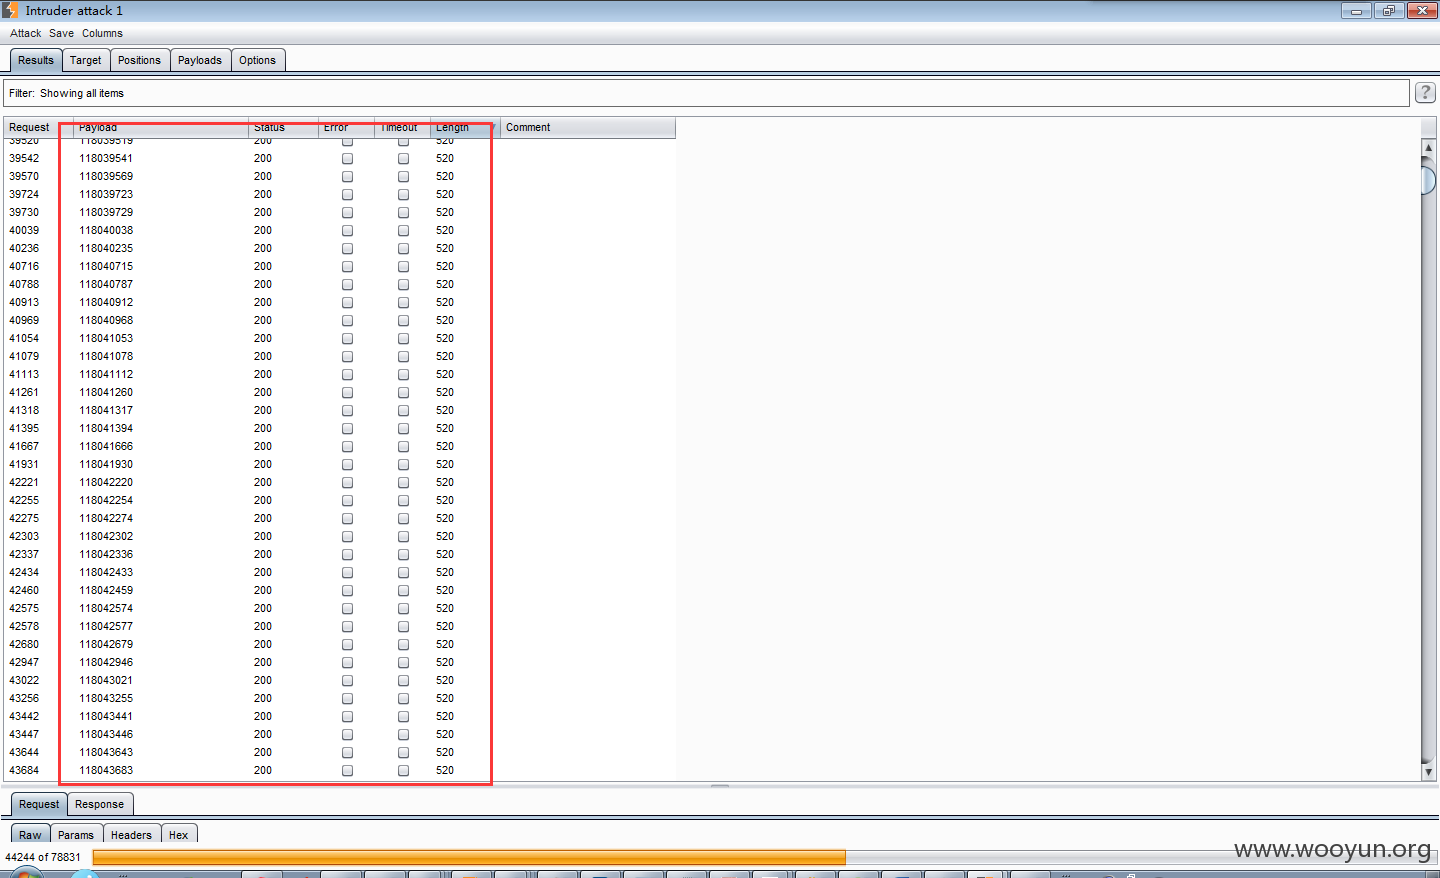 Intruder attack 1
Attack Save Columns
Results Target Positions Payloads Options
Filter: Showing all items
?
Request Payload Status Error Timeout Length Comment
39520 118039519 200 520
39542 118039541 200 520
39570 118039569 200 520
39724 118039723 200 520
39730 118039729 200 520
40039 118040038 200 520
40236 118040235 200 520
40716 118040715 200 520
40788 118040787 200 520
40913 118040912 200 520
40969 118040968 200 520
41054 118041053 200 520
41079 118041078 200 520
41113 118041112 200 520
41261 118041260 200 520
41318 118041317 200 520
41395 118041394 200 520
41667 118041666 200 520
41931 118041930 200 520
42221 118042220 200 520
42255 118042254 200 520
42275 118042274 200 520
42303 118042302 200 520
42337 118042336 200 520
42434 118042433 200 520
42460 118042459 200 520
42575 118042574 200 520
42578 118042577 200 520
42680 118042679 200 520
42947 118042946 200 520
43022 118043021 200 520
43256 118043255 200 520
43442 118043441 200 520
43447 118043446 200 520
43644 118043643 200 520
43684 118043683 200 520
Request Response
Raw Params Headers Hex
44244 of 78831
www.wooyun.org